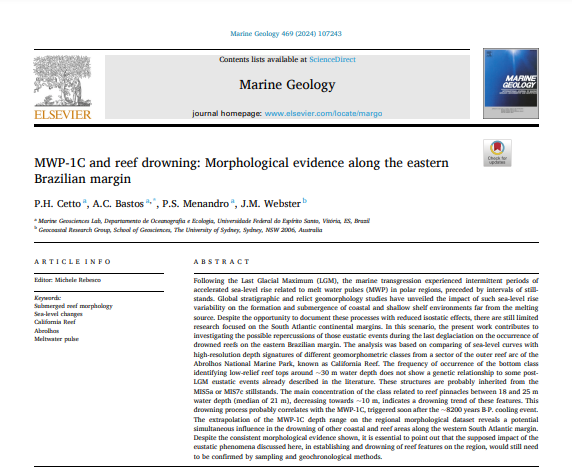 Marine Geology 469 (2024) 107243
Contents lists available at ScienceDirect
Marine Geology
journal homepage: www.elsevier.com/locate/margo
ELSEVIER
MARINE
GEOLOGY
Check for
updates
MWP-1C and reef drowning: Morphological evidence along the eastern
Brazilian margin
P.H. Cetto a, A.C. Bastos a,*, P.S. Menandro a, J.M. Webster b
a Marine Geosciences Lab, Departamento de Oceanografia e Ecologia, Universidade Federal do Espírito Santo, Vitória, ES, Brazil
b Geocoastal Research Group, School of Geosciences, The University of Sydney, Sydney, NSW 2006, Australia
ARTICLE INFO
Editor: Michele Rebesco
Keywords:
Submerged reef morphology
Sea-level changes
California Reef
Abrolhos
Meltwater pulse
ABSTRACT
Following the Last Glacial Maximum (LGM), the marine transgression experienced intermittent periods of
accelerated sea-level rise related to melt water pulses (MWP) in polar regions, preceded by intervals of still-
stands. Global stratigraphic and relict geomorphology studies have unveiled the impact of such sea-level rise
variability on the formation and submergence of coastal and shallow shelf environments far from the melting
source. Despite the opportunity to document these processes with reduced isostatic effects, there are still limited
research focused on the South Atlantic continental margins. In this scenario, the present work contributes to
investigating the possible repercussions of those eustatic events during the last deglaciation on the occurrence of
drowned reefs on the eastern Brazilian margin. The analysis was based on comparing of sea-level curves with
high-resolution depth signatures of different geomorphometric classes from a sector of the outer reef arc of the
Abrolhos National Marine Park, known as California Reef. The frequency of occurrence of the bottom class
identifying low-relief reef tops around ~30 m water depth does not show a genetic relationship to some post-
LGM eustatic events already described in the literature. These structures are probably inherited from the
MIS5a or MIS7c stillstands. The main concentration of the class related to reef pinnacles between 18 and 25 m
water depth (median of 21 m), decreasing towards ~10 m, indicates a drowning trend of these features. This
drowning process probably correlates with the MWP-1C, triggered soon after the ~8200 years B.P. cooling event.
The extrapolation of the MWP-1C depth range on the regional morphological dataset reveals a potential
simultaneous influence in the drowning of other coastal and reef areas along the western South Atlantic margin.
Despite the consistent morphological evidence shown, it is essential to point out that the supposed impact of the
eustatic phenomena discussed here, in establishing and drowning of reef features on the region, would still need
to be confirmed by sampling and geochronological methods.